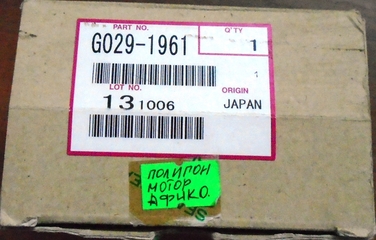 PART NO.
Q'TY
G029-1961
1
LOT NO.
ORIGIN
131006
JAPAN
ПОЛИГОН
МОТОР
АФИКО.